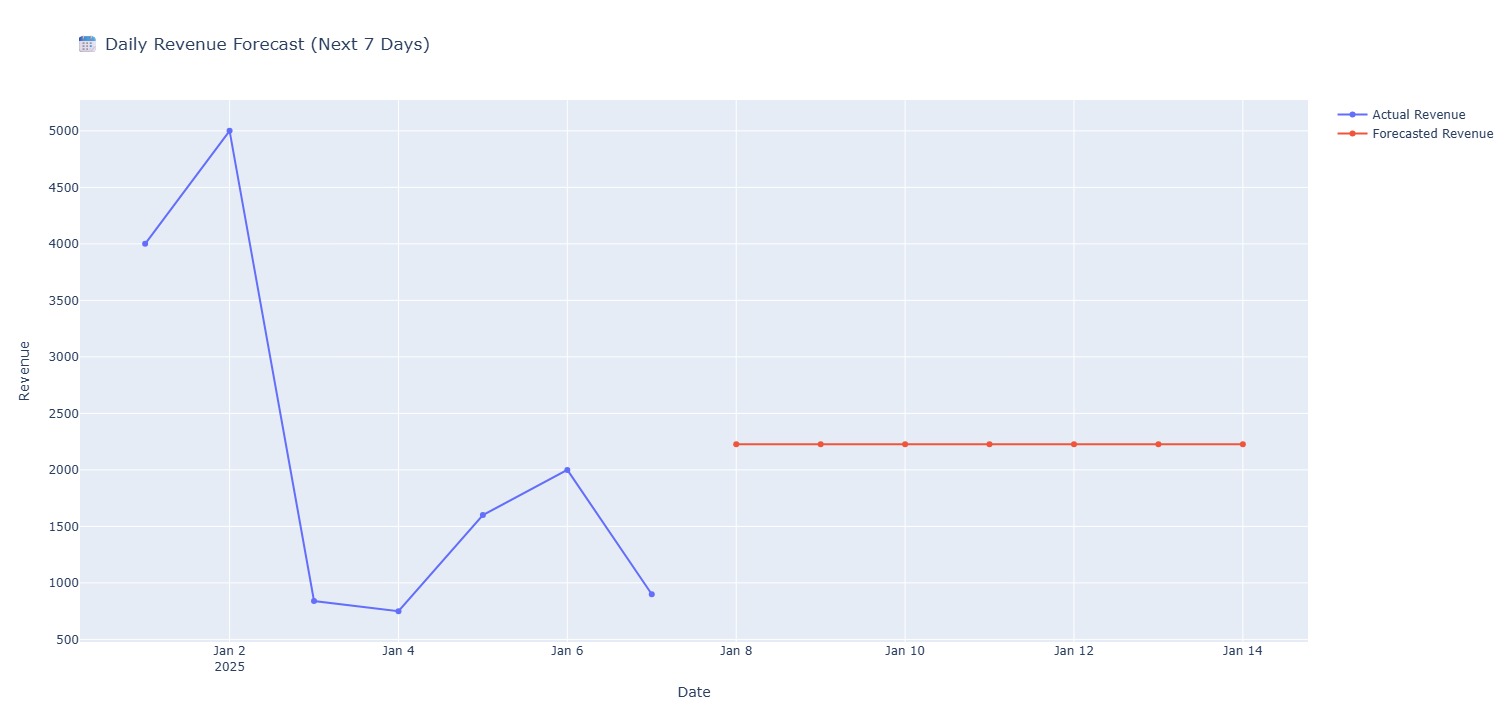 Daily Revenue Forecast (Next 7 Days)
Actual Revenue
Forecasted Revenue
Revenue
5000
4500
4000
3500
3000
2500
2000
1500
1000
500
Jan 2 Jan 4 Jan 6 Jan 8 Jan 10 Jan 12 Jan 14
2025
Date